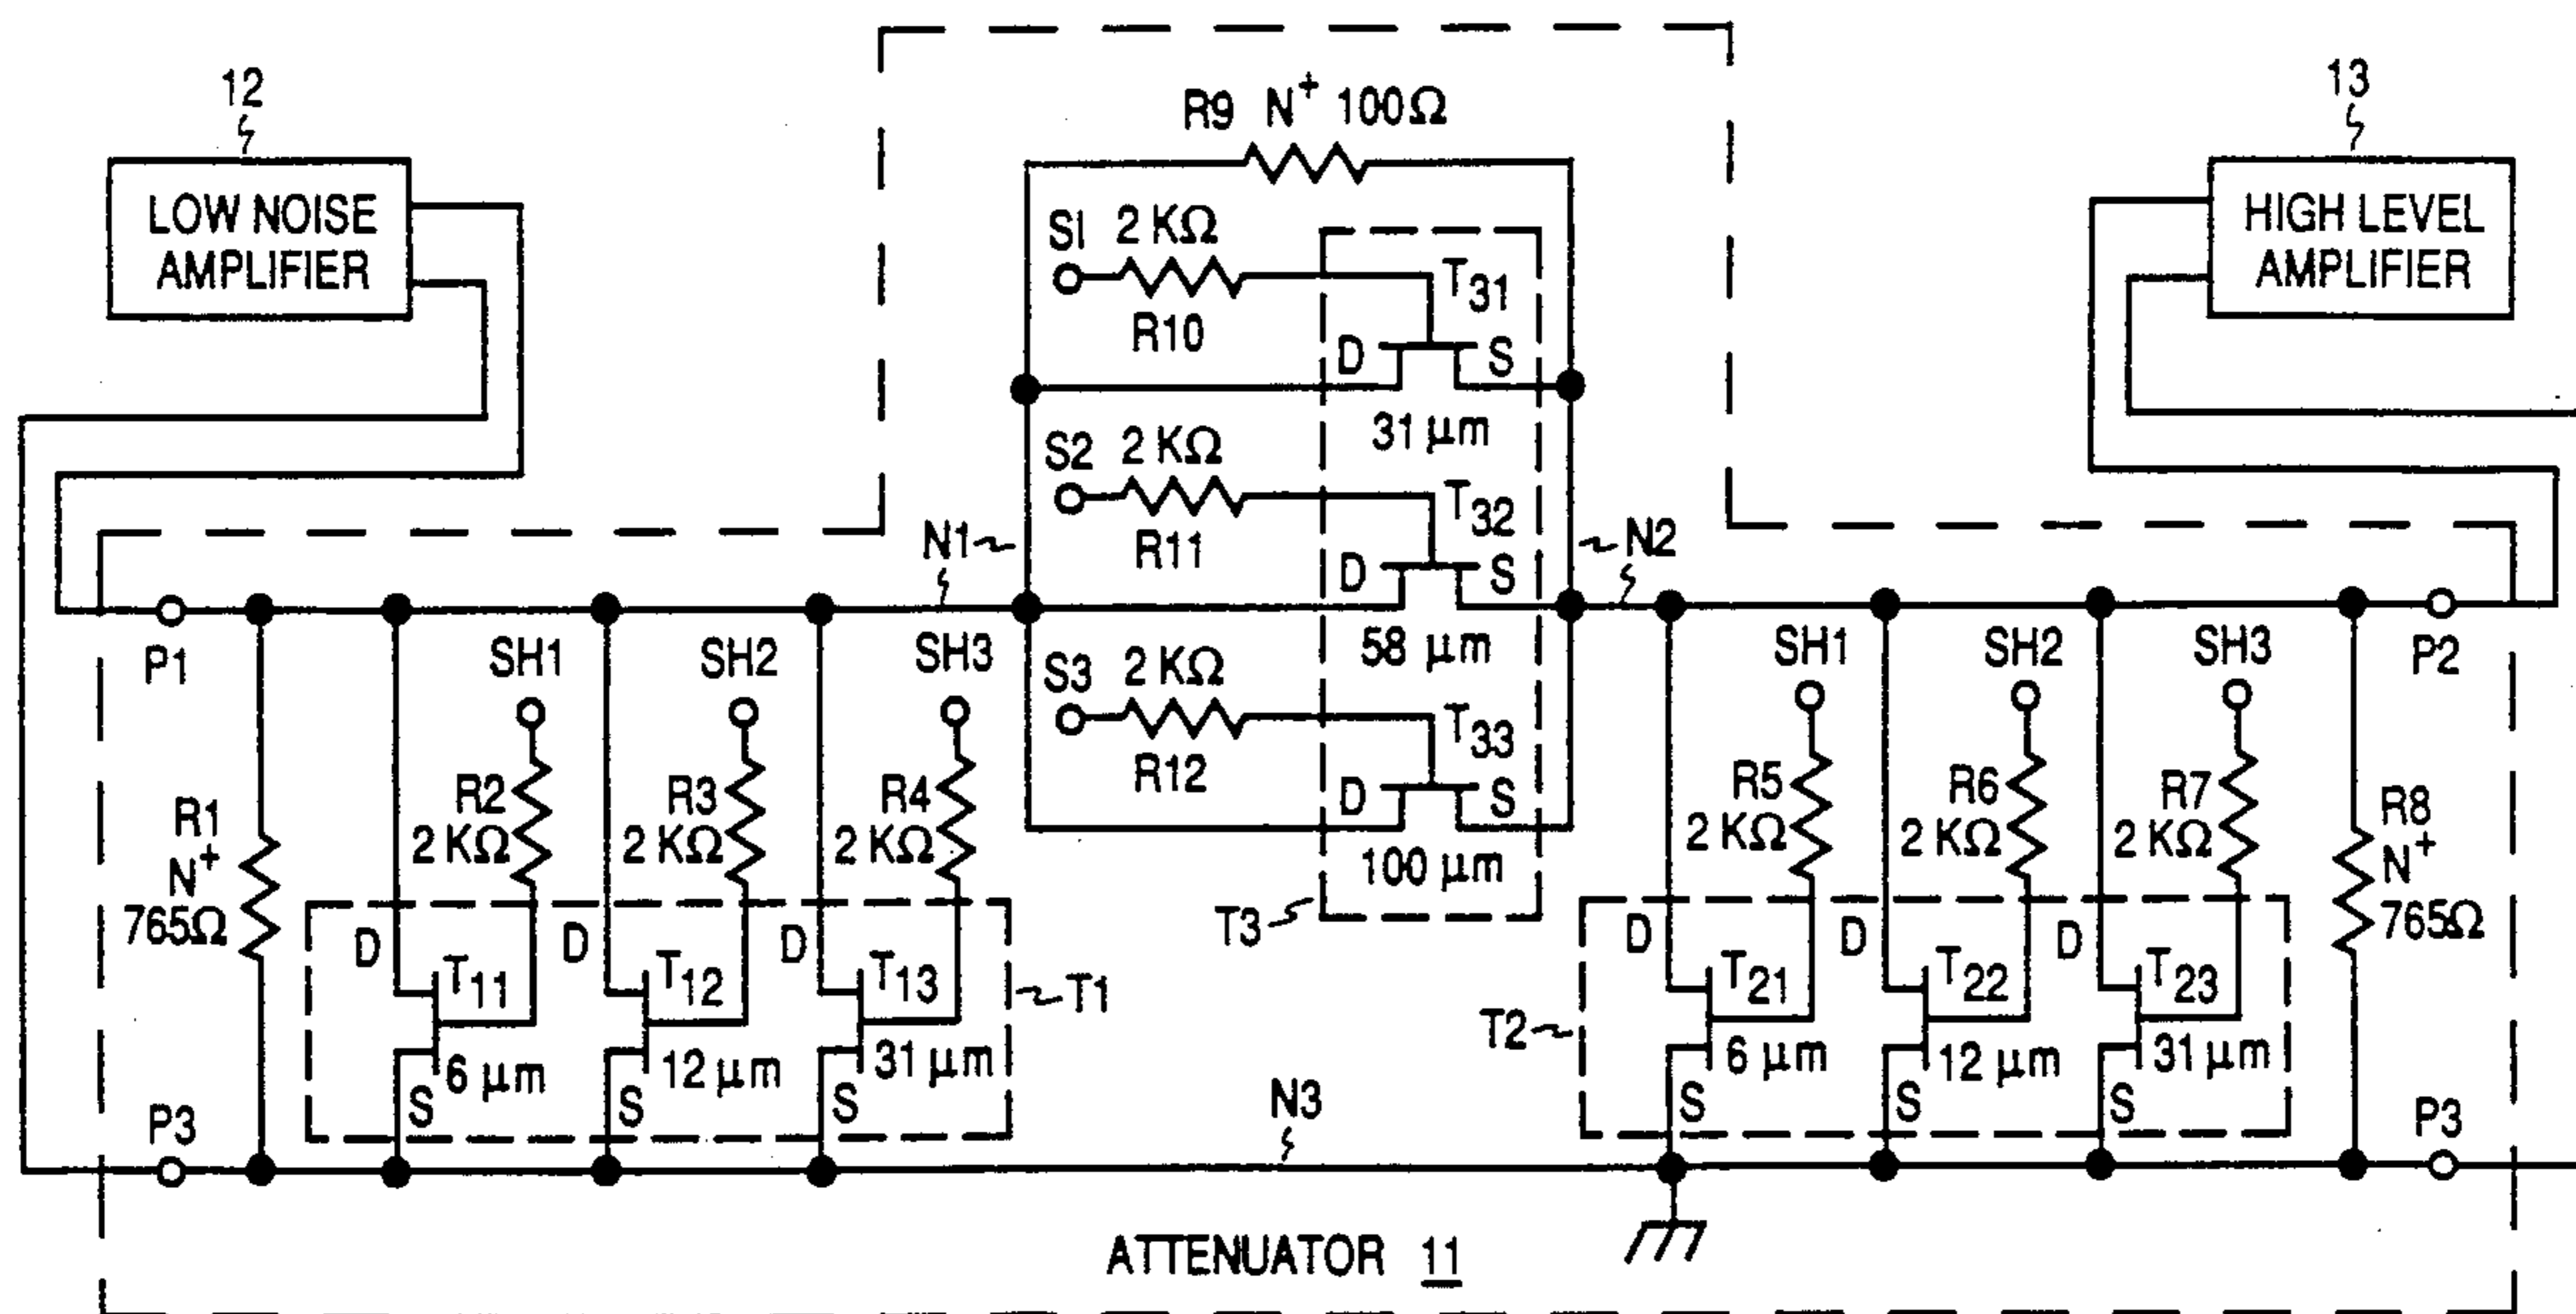 12
LOW NOISE
AMPLIFIER
13
HIGH LEVEL
AMPLIFIER
R9 N+ 100Ω
S1 2 KΩ
R10
T31
D S
31 μm
S2 2 KΩ
R11
T32
D S
58 μm
S3 2 KΩ
R12
T33
D S
100 μm
T3
N1
N2
P1
SH1
SH2
SH3
R1
N+
765Ω
R2
2 KΩ
R3
2 KΩ
R4
2 KΩ
D
T11
6 μm
S
D
T12
12 μm
S
D
T13
31 μm
S
T1
P3
N3
SH1
SH2
SH3
P2
R5
2 KΩ
R6
2 KΩ
R7
2 KΩ
R8
N+
765Ω
T2
D
T21
6 μm
S
D
T22
12 μm
S
D
T23
31 μm
S
P3
ATTENUATOR 11